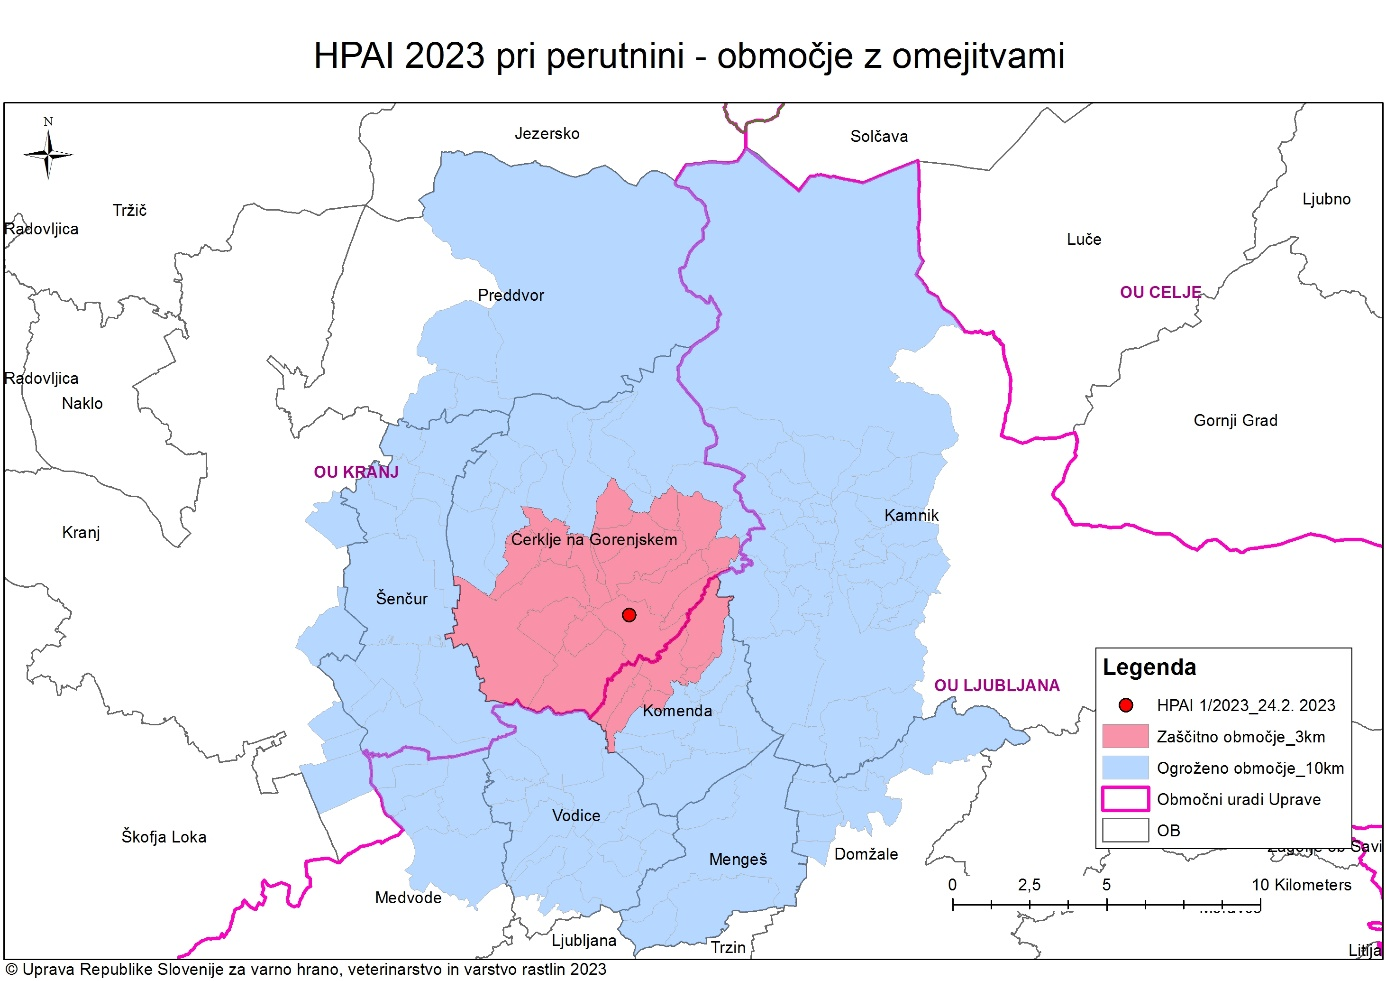 HPAI 2023 pri perutnini - območje z omejitvami
N
Jezersko
Solčava
Tržič
Ljubno
Radovljica
Luče
OU CELJE
Preddvor
Radovljica
Naklo
Gornji Grad
OU KRANJ
Kamnik
Kranj
Cerklje na Gorenjskem
Šenčur
OU LJUBLJANA
Komenda
Legenda
HPAI 1/2023_24.2. 2023
Zaščitno območje_3km
Ogroženo območje_10km
Območni uradi Uprave
OB
Vodice
Škofja Loka
Mengeš
Domžale
Medvode
0 2,5 5 10 Kilometers
Ljubljana
Trzin
Litija
© Uprava Republike Slovenije za varno hrano, veterinarstvo in varstvo rastlin 2023